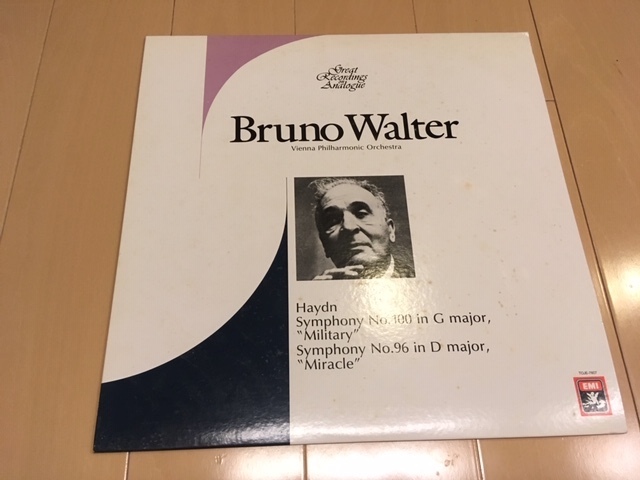 Great
Recordings
Analogue
Bruno Walter
Vienna Philharmonic Orchestra
Haydn
Symphony No.100 in G major,
"Military"
Symphony No.96 in D major,
"Miracle"
EMI